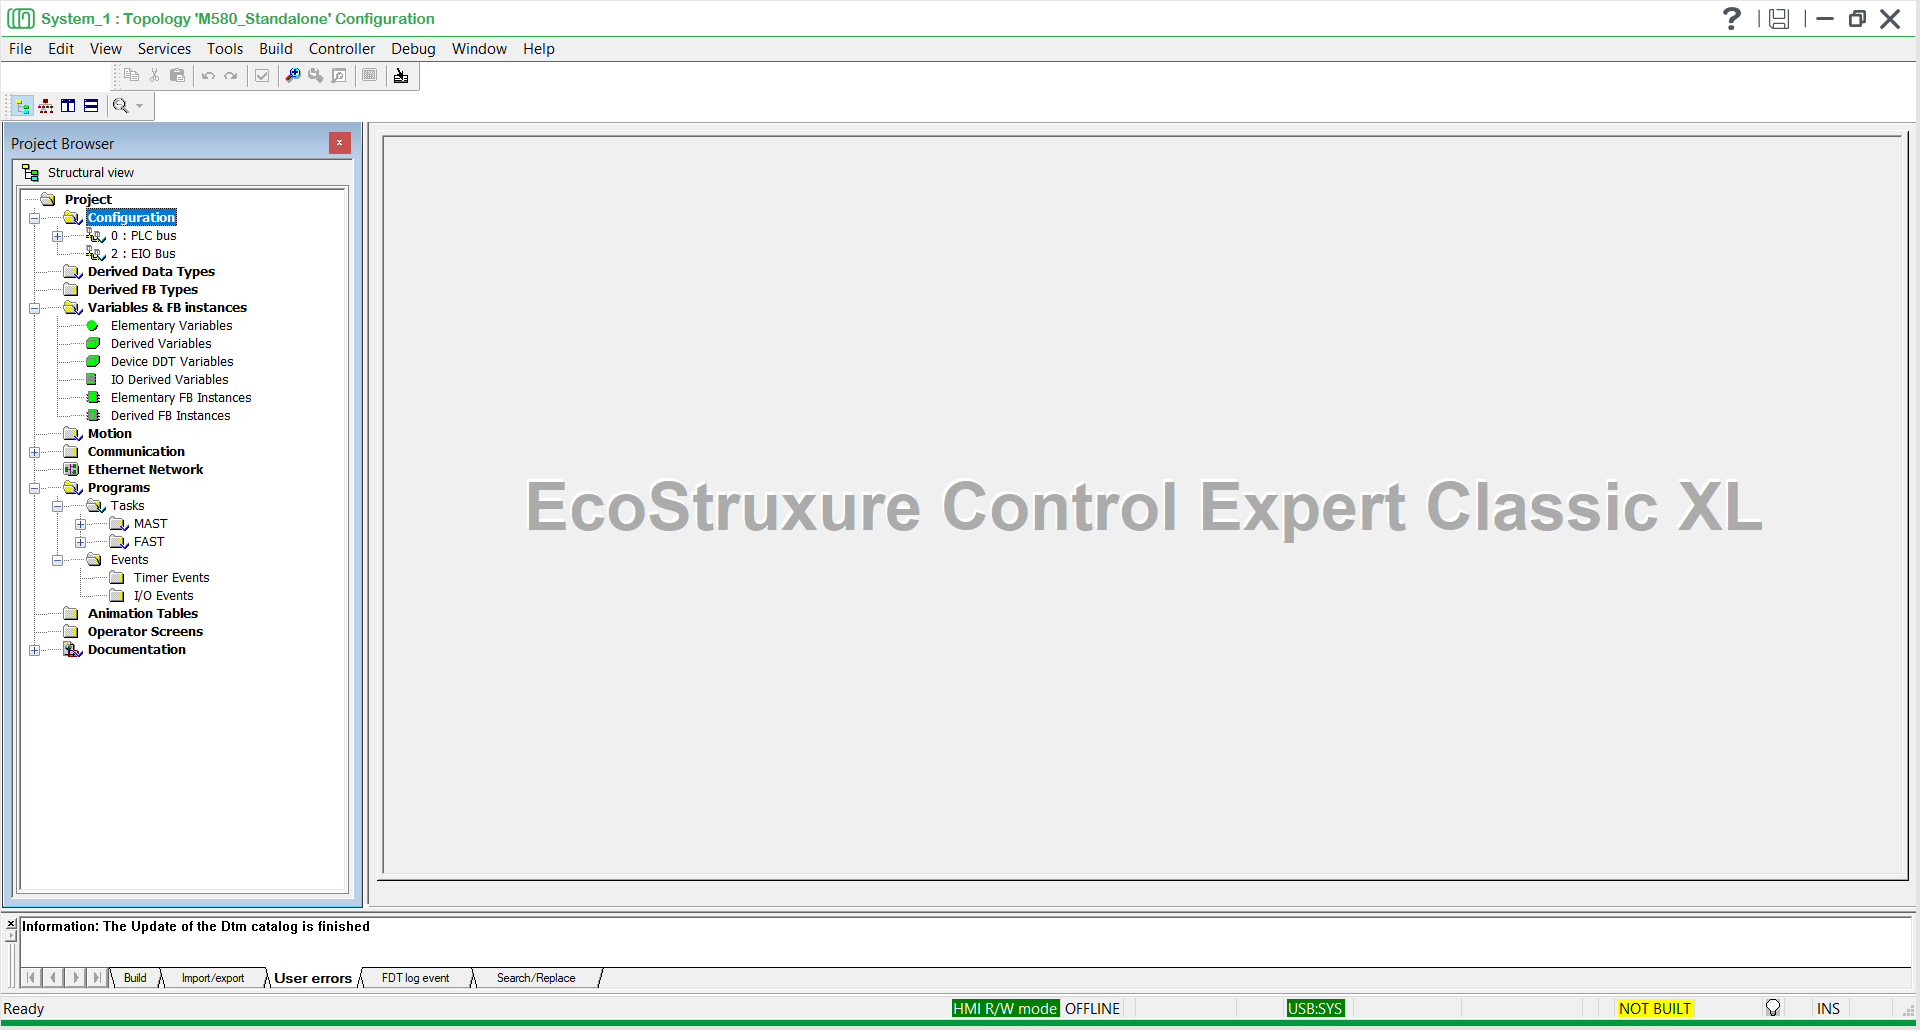 System_1 : Topology 'M580_Standalone' Configuration
File Edit View Services Tools Build Controller Debug Window Help
Project Browser
Structural view
Project
Configuration
0 : PLC bus
2 : EIO Bus
Derived Data Types
Derived FB Types
Variables & FB instances
Elementary Variables
Derived Variables
Device DDT Variables
IO Derived Variables
Elementary FB Instances
Derived FB Instances
Motion
Communication
Ethernet Network
Programs
Tasks
MAST
FAST
Events
Timer Events
I/O Events
Animation Tables
Operator Screens
Documentation
EcoStruxure Control Expert Classic XL
Information: The Update of the Dtm catalog is finished
Build Import/export User errors FDT log event Search/Replace
Ready HMI R/W mode OFFLINE USB:SYS NOT BUILT INS